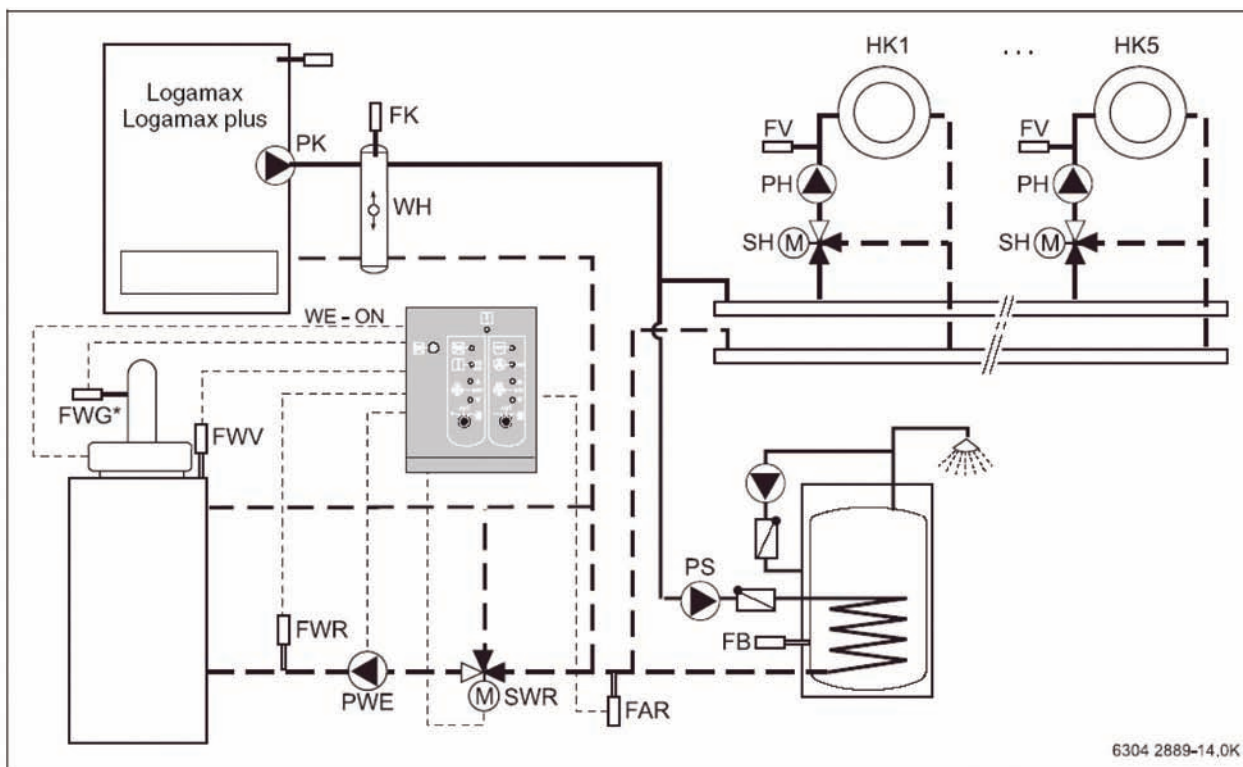 Logamax
Logamax plus
FK
PK
WH
HK1
...
HK5
FV
FV
PH
PH
SH
M
SH
M
WE - ON
FWG*
FWV
FWR
PWE
M
SWR
FAR
PS
FB
6304 2889-14.0K